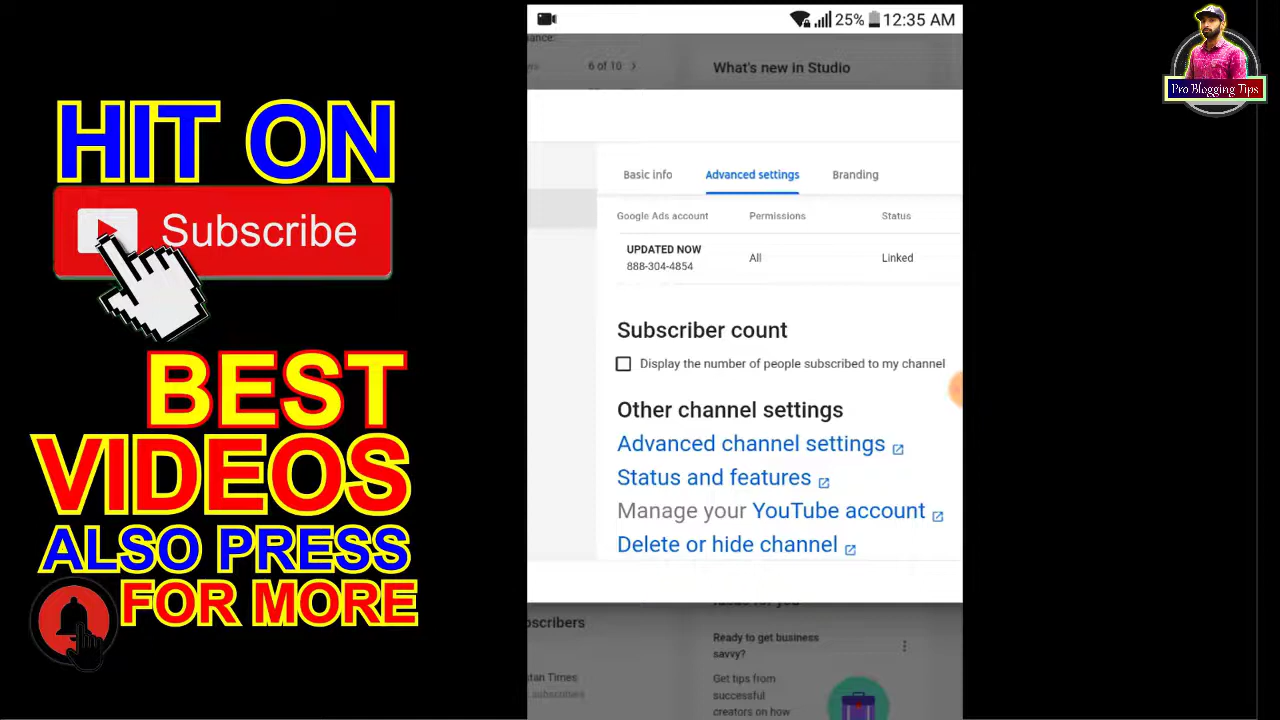 HIT ON
Subscribe
BEST
VIDEOS
ALSO PRESS
FOR MORE
25% 12:35 AM
6 of 10
What's new in Studio
Basic info Advanced settings Branding
Google Ads account Permissions Status
UPDATED NOW
888-304-4854 All Linked
Subscriber count
Display the number of people subscribed to my channel
Other channel settings
Advanced channel settings
Status and features
Manage your YouTube account
Delete or hide channel
Ready to get business
savvy?
Get tips from
successful
creators on how
tan Times
subscribers
Pro Blogging Tips